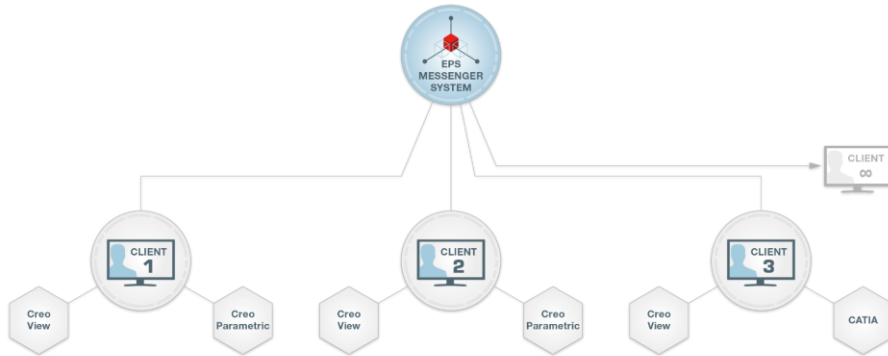 EPS
MESSENGER
SYSTEM
CLIENT
∞
CLIENT
1
CLIENT
2
CLIENT
3
Creo
View
Creo
Parametric
Creo
View
Creo
Parametric
Creo
View
CATIA